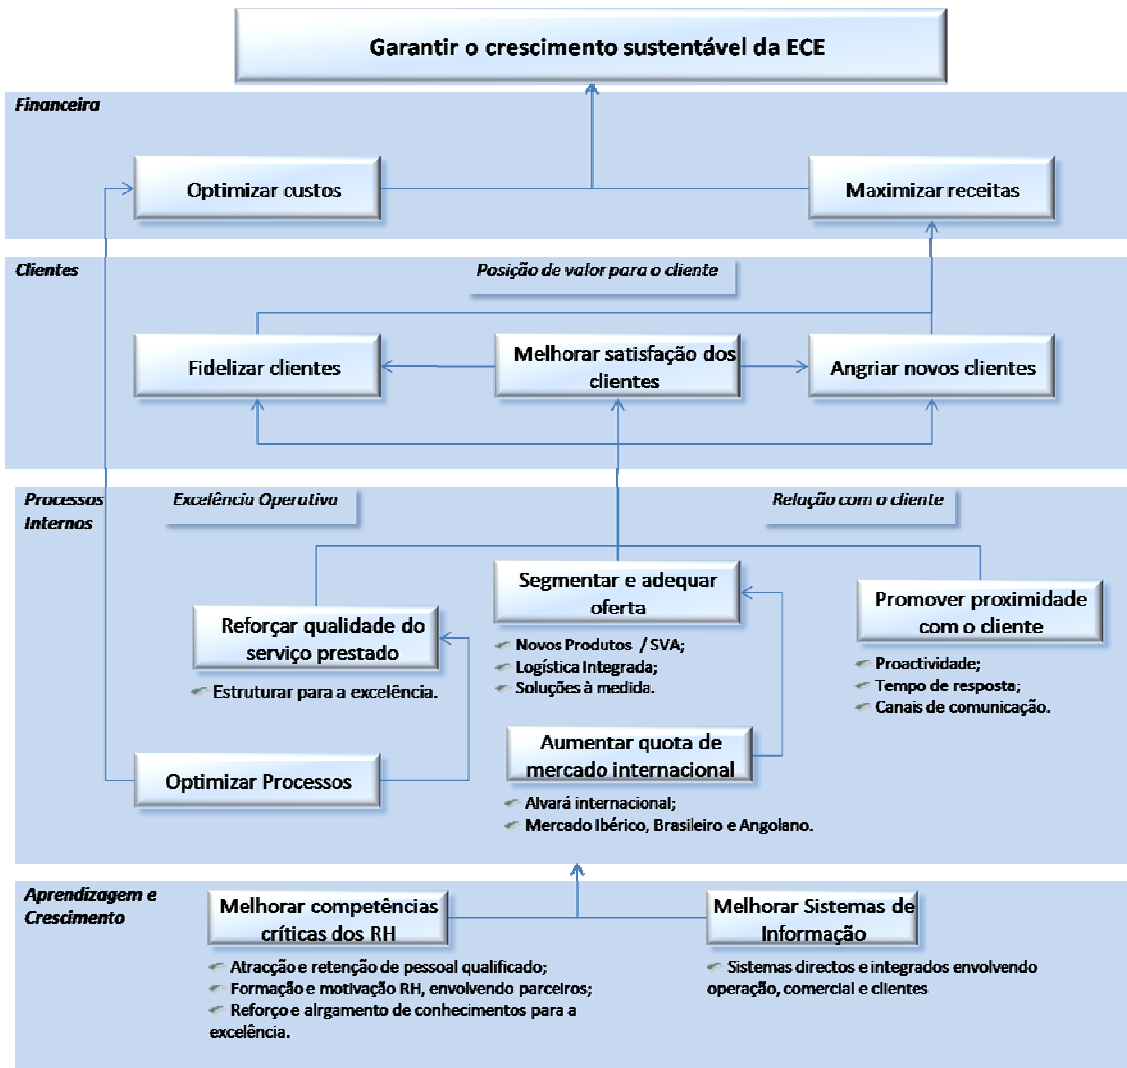 Garantir o crescimento sustentável da ECE
Financeira
Optimizar custos
Maximizar receitas
Clientes
Posição de valor para o cliente
Fidelizar clientes
Melhorar satisfação dos
clientes
Angriar novos clientes
Processos
Internos
Excelência Operativa
Relação com o cliente
Segmentar e adequar
oferta
Novos Produtos / SVA;
Logística Integrada;
Soluções à medida.
Reforçar qualidade do
serviço prestado
Estruturar para a excelência.
Promover proximidade
com o cliente
Proactividade;
Tempo de resposta;
Canais de comunicação.
Optimizar Processos
Aumentar quota de
mercado internacional
Alvará internacional;
Mercado Ibérico, Brasileiro e Angolano.
Aprendizagem e
Crescimento
Melhorar competências
críticas dos RH
Atracção e retenção de pessoal qualificado;
Formação e motivação RH, envolvendo parceiros;
Reforço e alrgamento de conhecimentos para a
excelência.
Melhorar Sistemas de
Informação
Sistemas directos e integrados envolvendo
operação, comercial e clientes